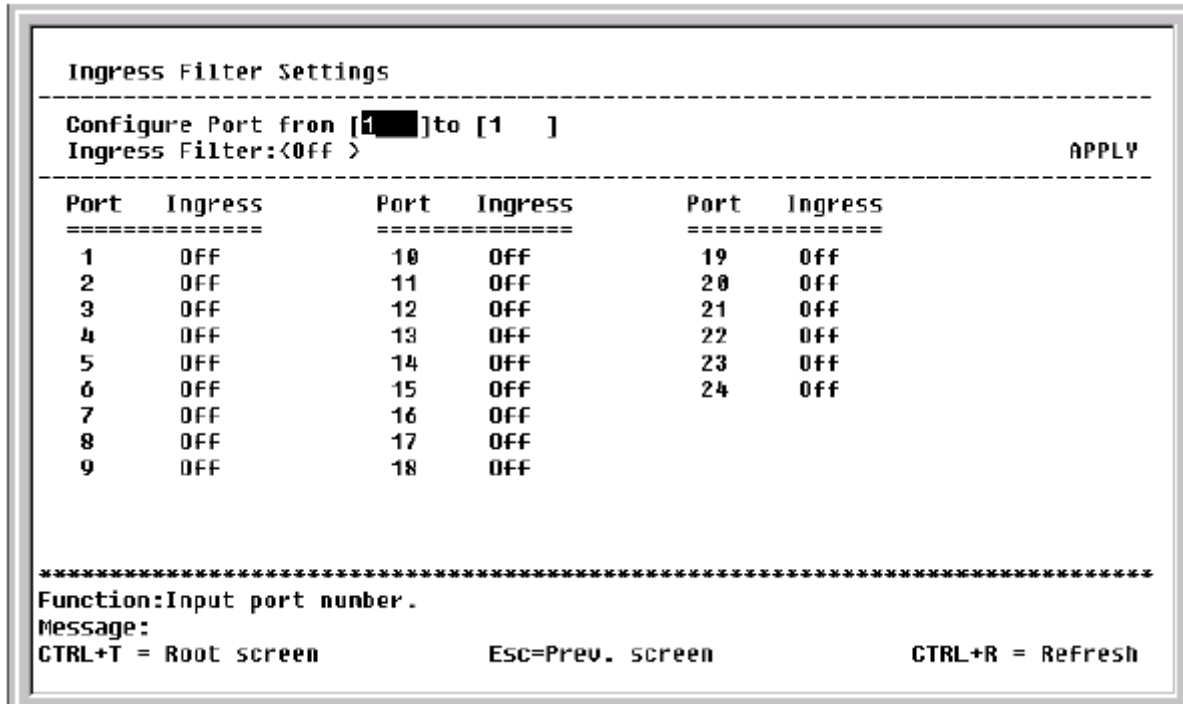 Ingress Filter Settings
--------------------------------------------------------------------------------
Configure Port from [1   ]to [1   ]
Ingress Filter:<Off > APPLY
--------------------------------------------------------------------------------
Port Ingress Port Ingress Port Ingress
============== ============== ==============
1 Off 10 Off 19 Off
2 Off 11 Off 20 Off
3 Off 12 Off 21 Off
4 Off 13 Off 22 Off
5 Off 14 Off 23 Off
6 Off 15 Off 24 Off
7 Off 16 Off
8 Off 17 Off
9 Off 18 Off
********************************************************************************
Function:Input port number.
Message:
CTRL+T = Root screen Esc=Prev. screen CTRL+R = Refresh